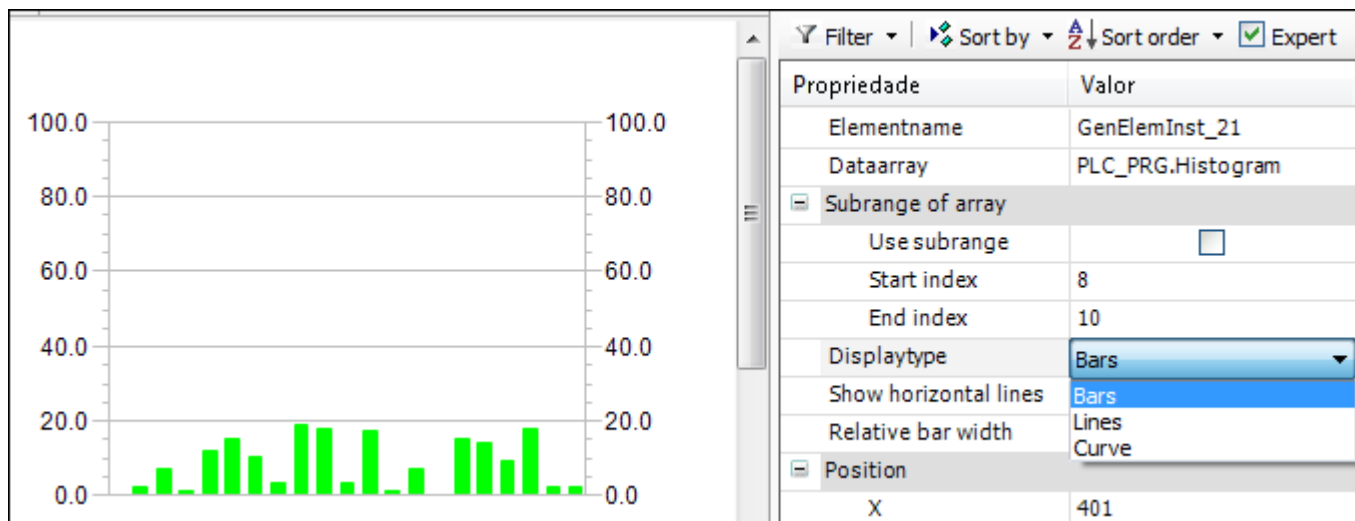 100.0 100.0
80.0 80.0
60.0 60.0
40.0 40.0
20.0 20.0
0.0 0.0
Filter Sort by AZ Sort order Expert
Propriedade Valor
Elementname GenElemInst_21
Dataarray PLC_PRG.Histogram
Subrange of array
Use subrange
Start index 8
End index 10
Displaytype Bars
Show horizontal lines Bars
Lines
Relative bar width Curve
Position
X 401